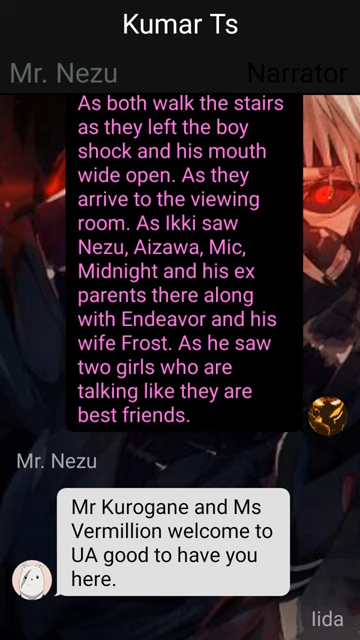 Kumar Ts
Mr. Nezu
Narrator
As both walk the stairs
as they left the boy
shock and his mouth
wide open. As they
arrive to the viewing
room. As Ikki saw
Nezu, Aizawa, Mic,
Midnight and his ex
parents there along
with Endeavor and his
wife Frost. As he saw
two girls who are
talking like they are
best friends.
Mr. Nezu
Mr Kurogane and Ms
Vermillion welcome to
UA good to have you
here.
Iida